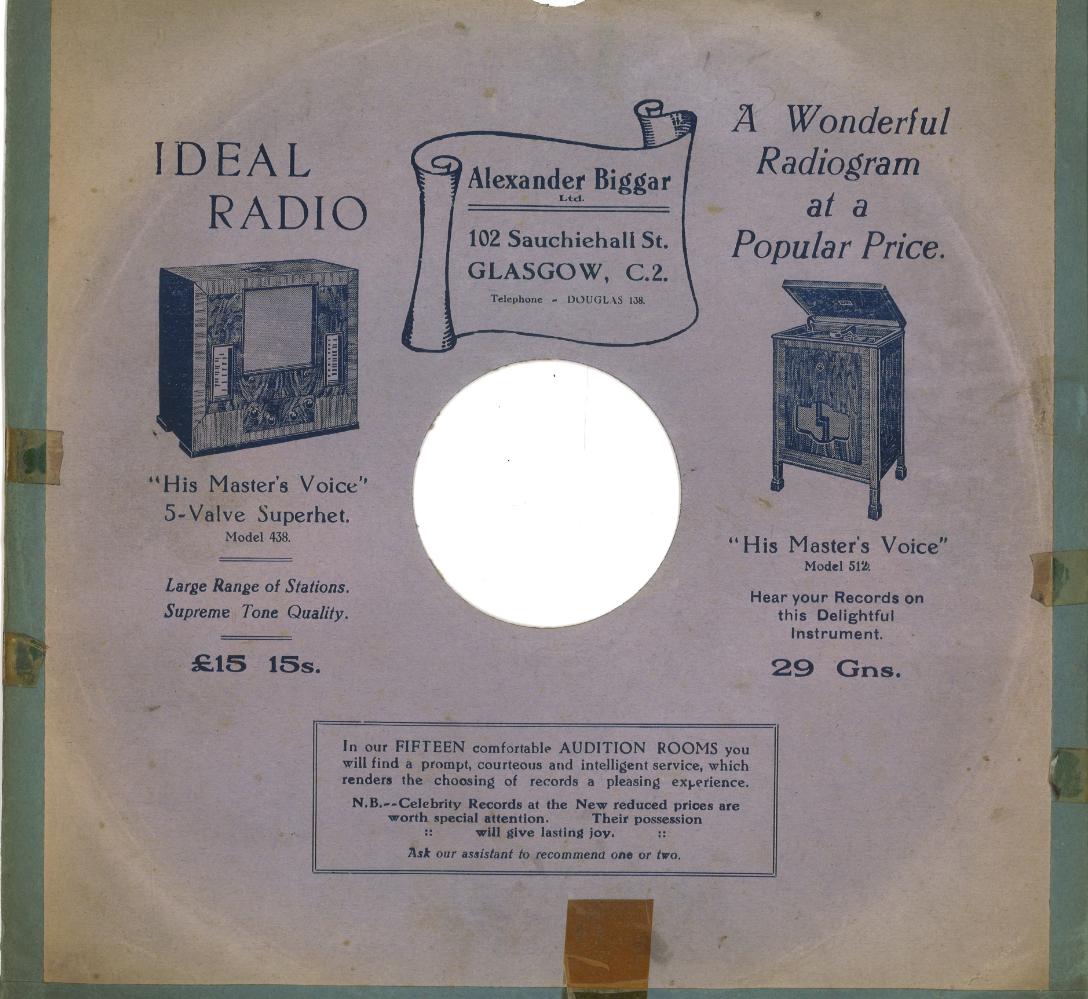 IDEAL
RADIO
"His Master's Voice"
5-Valve Superhet.
Model 438.
Large Range of Stations.
Supreme Tone Quality.
£15 15s.
Alexander Biggar
Ltd.
102 Sauchiehall St.
GLASGOW, C.2.
Telephone - DOUGLAS 138.
A Wonderful
Radiogram
at a
Popular Price.
"His Master's Voice"
Model 512.
Hear your Records on
this Delightful
Instrument.
29 Gns.
In our FIFTEEN comfortable AUDITION ROOMS you
will find a prompt, courteous and intelligent service, which
renders the choosing of records a pleasing experience.
N.B.--Celebrity Records at the New reduced prices are
worth special attention. Their possession
:: will give lasting joy. ::
Ask our assistant to recommend one or two.